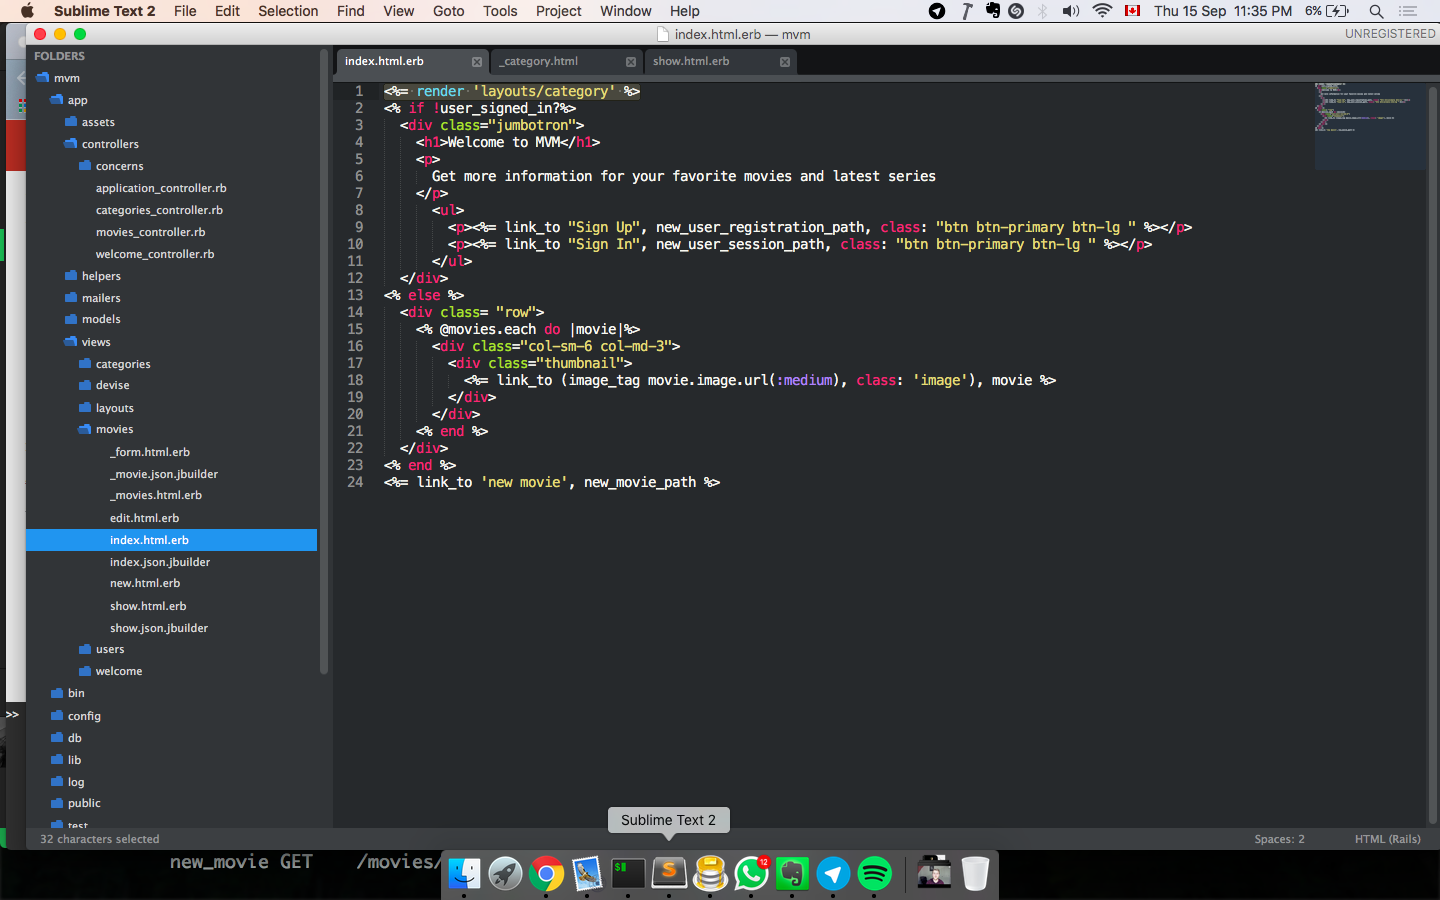 Sublime Text 2 File Edit Selection Find View Goto Tools Project Window Help Thu 15 Sep 11:35 PM 6%
index.html.erb — mvm UNREGISTERED
FOLDERS
mvm
app
assets
controllers
concerns
application_controller.rb
categories_controller.rb
movies_controller.rb
welcome_controller.rb
helpers
mailers
models
views
categories
devise
layouts
movies
_form.html.erb
_movie.json.jbuilder
_movies.html.erb
edit.html.erb
index.html.erb
index.json.jbuilder
new.html.erb
show.html.erb
show.json.jbuilder
users
welcome
bin
config
db
lib
log
public
test
index.html.erb _category.html show.html.erb
1 <%= render 'layouts/category' %>
2 <% if !user_signed_in?%>
3 <div class="jumbotron">
4 <h1>Welcome to MVM</h1>
5 <p>
6 Get more information for your favorite movies and latest series
7 </p>
8 <ul>
9 <p><%= link_to "Sign Up", new_user_registration_path, class: "btn btn-primary btn-lg " %></p>
10 <p><%= link_to "Sign In", new_user_session_path, class: "btn btn-primary btn-lg " %></p>
11 </ul>
12 </div>
13 <% else %>
14 <div class= "row">
15 <% @movies.each do |movie|%>
16 <div class="col-sm-6 col-md-3">
17 <div class="thumbnail">
18 <%= link_to (image_tag movie.image.url(:medium), class: 'image'), movie %>
19 </div>
20 </div>
21 <% end %>
22 </div>
23 <% end %>
24 <%= link_to 'new movie', new_movie_path %>
>>
Sublime Text 2
32 characters selected Spaces: 2 HTML (Rails)
new_movie GET /movies/
$
12